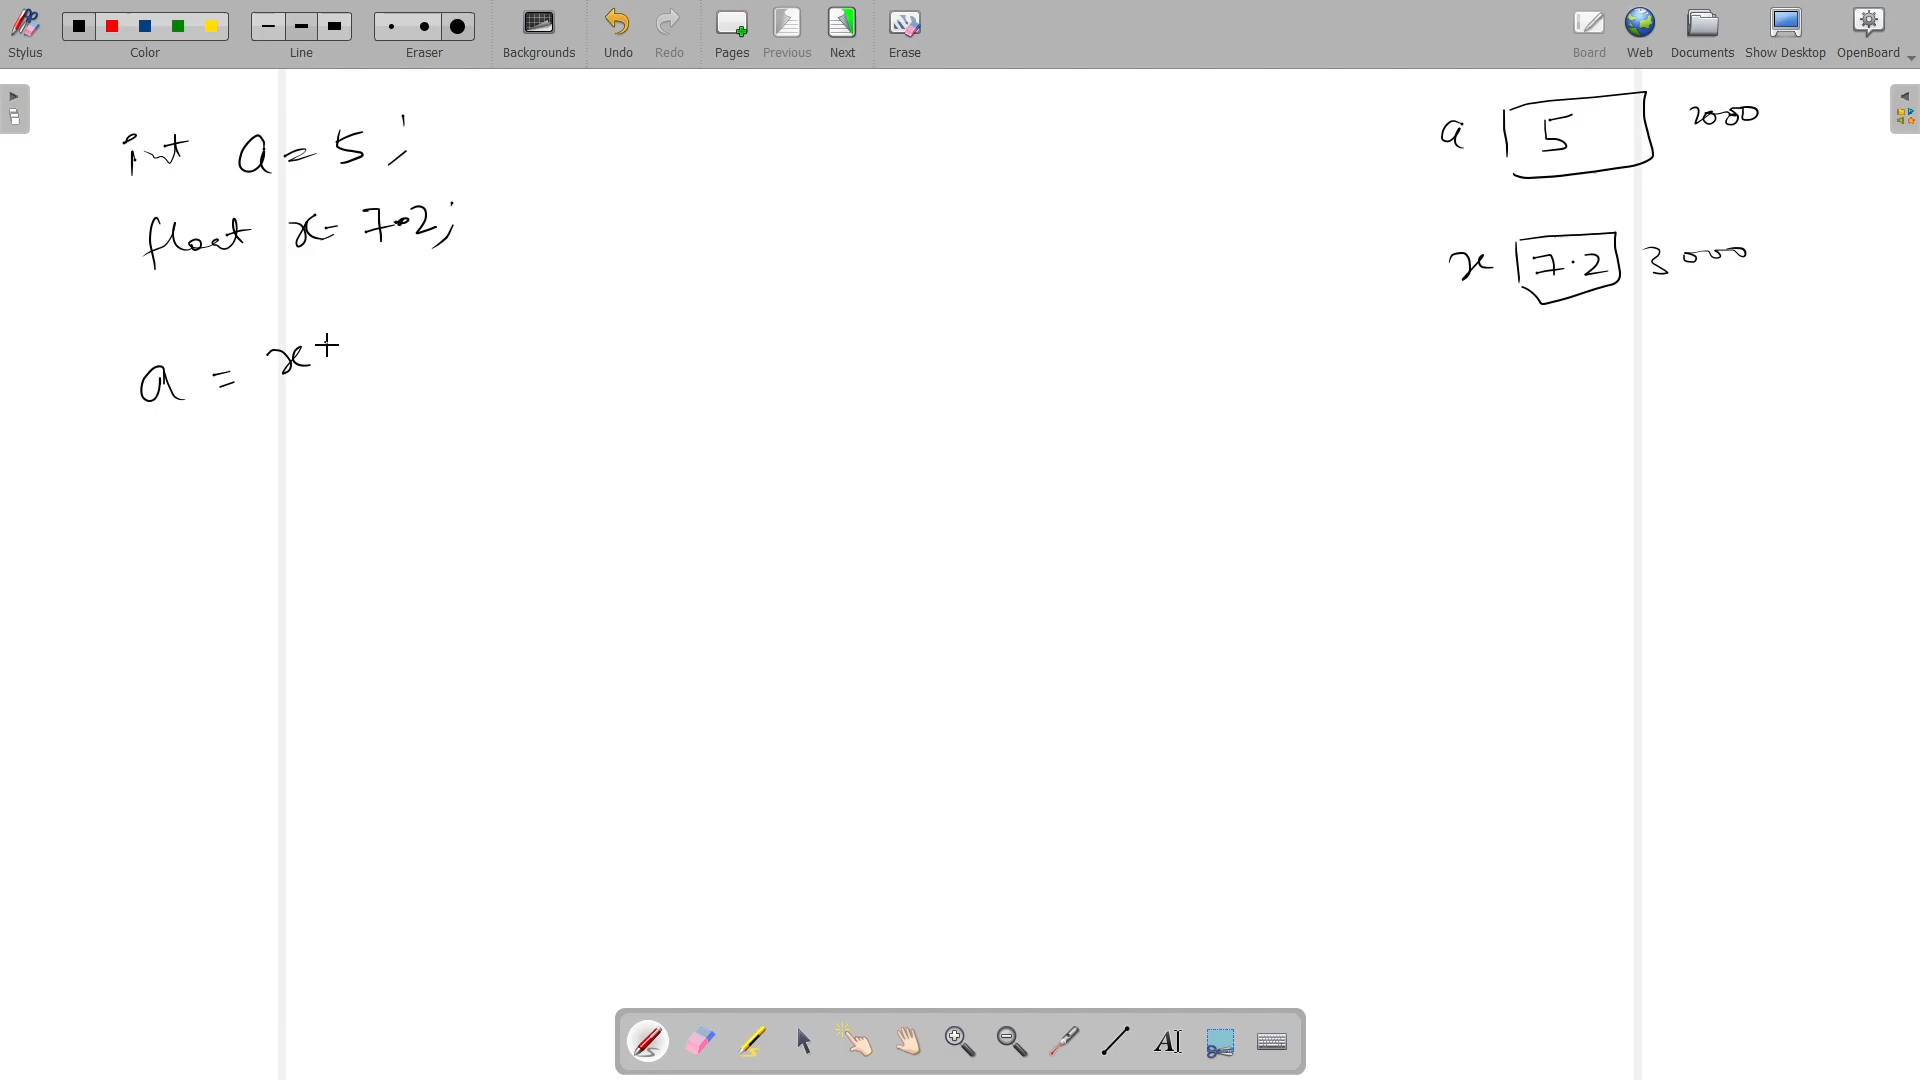 Stylus Color Line Eraser Backgrounds Undo Redo Pages Previous Next Erase Board Web Documents Show Desktop OpenBoard
int a = 5 ;
float x = 7.2;
a =  x
a 5 2000
x 7.2 3000
AI